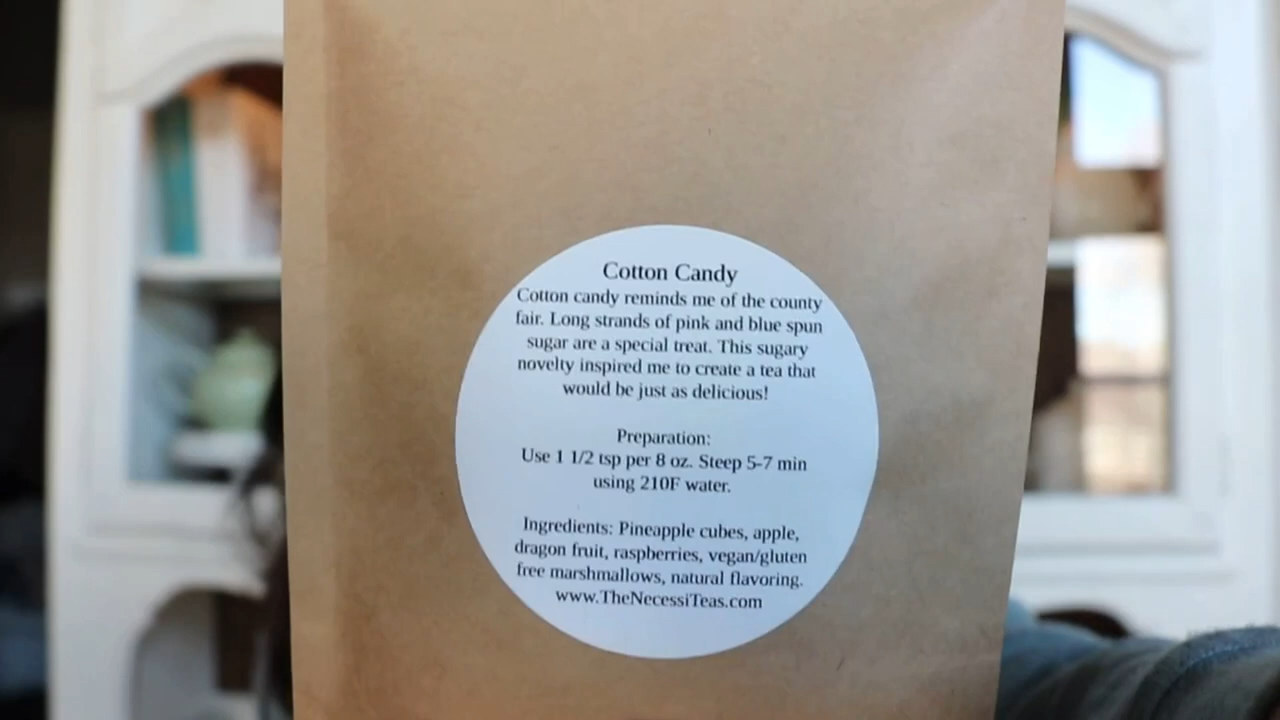 Cotton Candy
Cotton candy reminds me of the county
fair. Long strands of pink and blue spun
sugar are a special treat. This sugary
novelty inspired me to create a tea that
would be just as delicious!
Preparation:
Use 1 1/2 tsp per 8 oz. Steep 5-7 min
using 210F water.
Ingredients: Pineapple cubes, apple,
dragon fruit, raspberries, vegan/gluten
free marshmallows, natural flavoring.
www.TheNecessiTeas.com